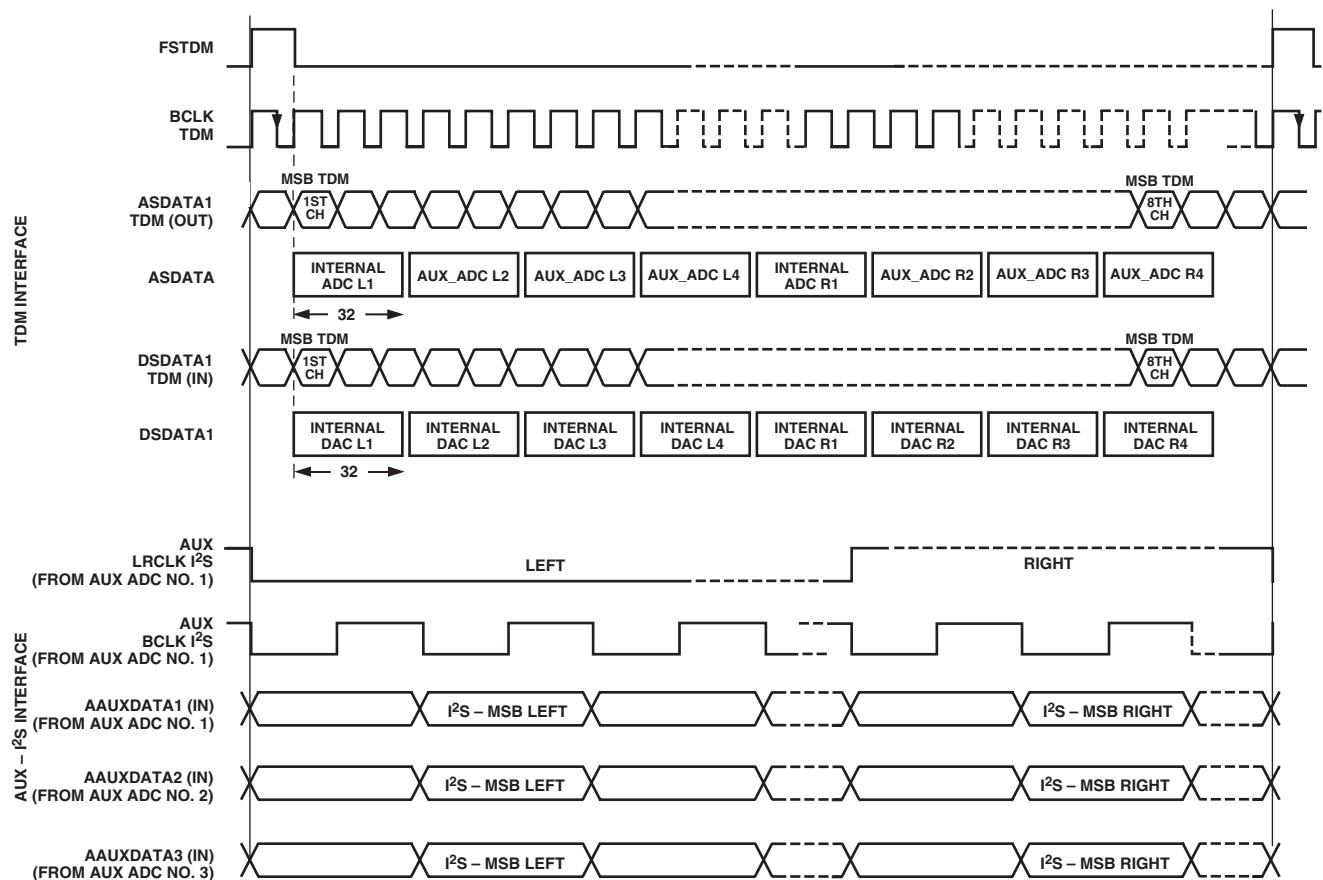 TDM INTERFACE
FSTDM
BCLK
TDM
MSB TDM
MSB TDM
ASDATA1
TDM (OUT)
1ST
CH
8TH
CH
ASDATA
INTERNAL
ADC L1
AUX_ADC L2
AUX_ADC L3
AUX_ADC L4
INTERNAL
ADC R1
AUX_ADC R2
AUX_ADC R3
AUX_ADC R4
32
MSB TDM
MSB TDM
DSDATA1
TDM (IN)
1ST
CH
8TH
CH
DSDATA1
INTERNAL
DAC L1
INTERNAL
DAC L2
INTERNAL
DAC L3
INTERNAL
DAC L4
INTERNAL
DAC R1
INTERNAL
DAC R2
INTERNAL
DAC R3
INTERNAL
DAC R4
32
AUX – I²S INTERFACE
AUX
LRCLK I²S
(FROM AUX ADC NO. 1)
LEFT
RIGHT
AUX
BCLK I²S
(FROM AUX ADC NO. 1)
AAUXDATA1 (IN)
(FROM AUX ADC NO. 1)
I²S – MSB LEFT
I²S – MSB RIGHT
AAUXDATA2 (IN)
(FROM AUX ADC NO. 2)
I²S – MSB LEFT
I²S – MSB RIGHT
AAUXDATA3 (IN)
(FROM AUX ADC NO. 3)
I²S – MSB LEFT
I²S – MSB RIGHT